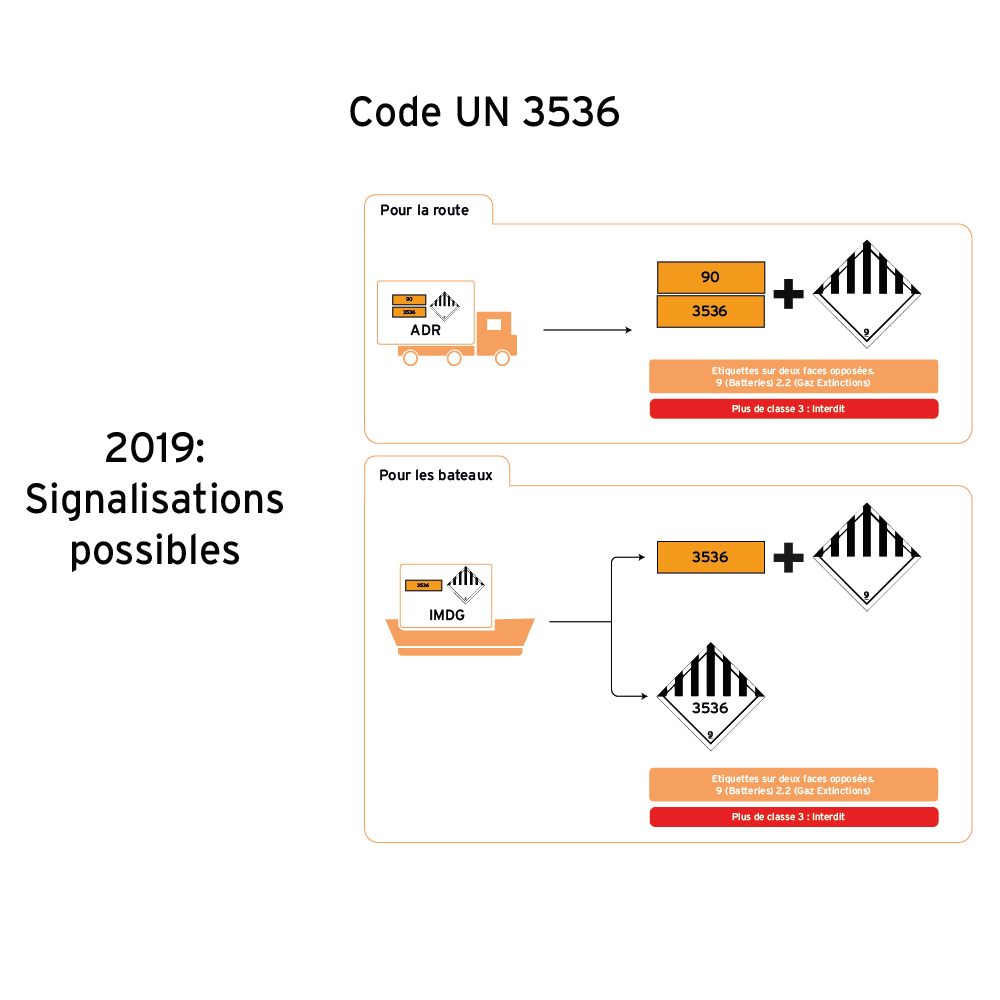 Code UN 3536
2019:
Signalisations
possibles
Pour la route
90
3536
ADR
90
3536
9
Etiquettes sur deux faces opposées.
9 (Batteries) 2.2 (Gaz Extinctions)
Plus de classe 3 : Interdit
Pour les bateaux
3536
IMDG
3536
9
3536
9
Etiquettes sur deux faces opposées.
9 (Batteries) 2.2 (Gaz Extinctions)
Plus de classe 3 : Interdit